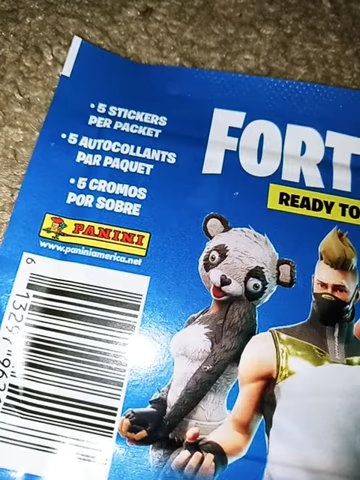 • 5 STICKERS
PER PACKET
• 5 AUTOCOLLANTS
PAR PAQUET
• 5 CROMOS
POR SOBRE
PANINI
www.paniniamerica.net
FORT
READY TO
6